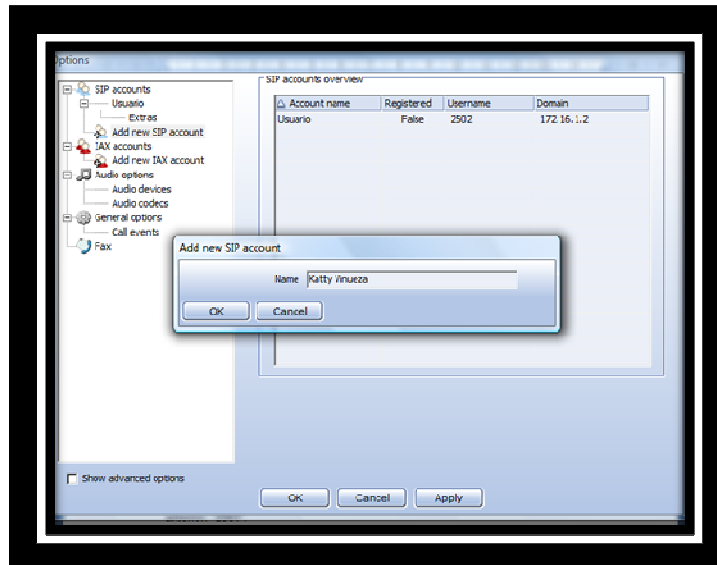 Options
SIP accounts
Usuario
Extras
Add new SIP account
IAX accounts
Add new IAX account
Audio options
Audio devices
Audio codecs
General options
Call events
Fax
SIP accounts overview
Account name Registered Username Domain
Usuario False 2502 172.16.1.2
Add new SIP account
Name Katty
OK Cancel
Show advanced options
OK Cancel Apply